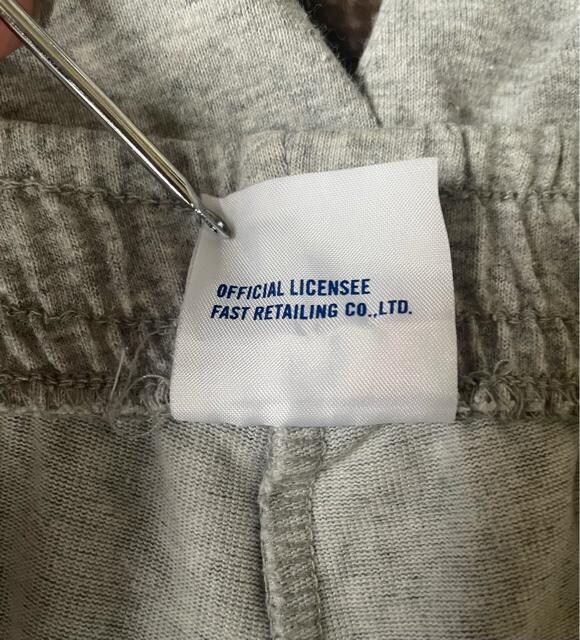 OFFICIAL LICENSEE
FAST RETAILING CO.,LTD.